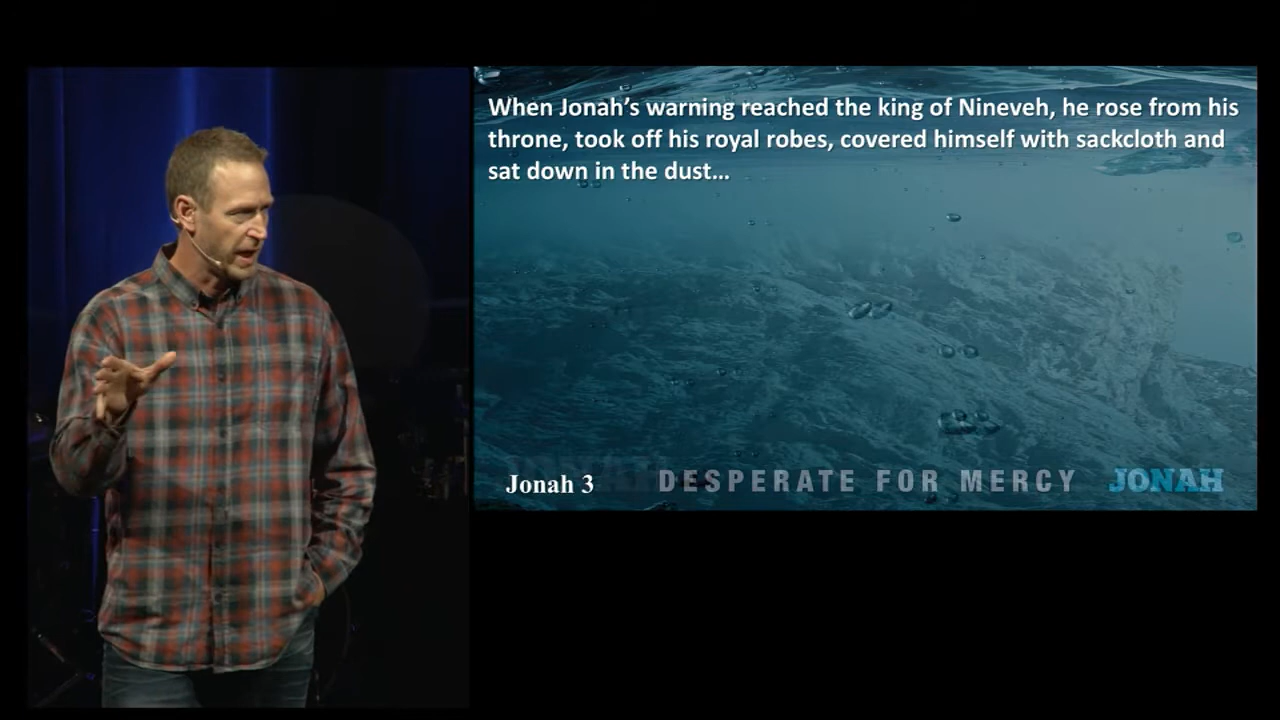 When Jonah’s warning reached the king of Nineveh, he rose from his
throne, took off his royal robes, covered himself with sackcloth and
sat down in the dust…
Jonah 3 DESPERATE FOR MERCY JONAH